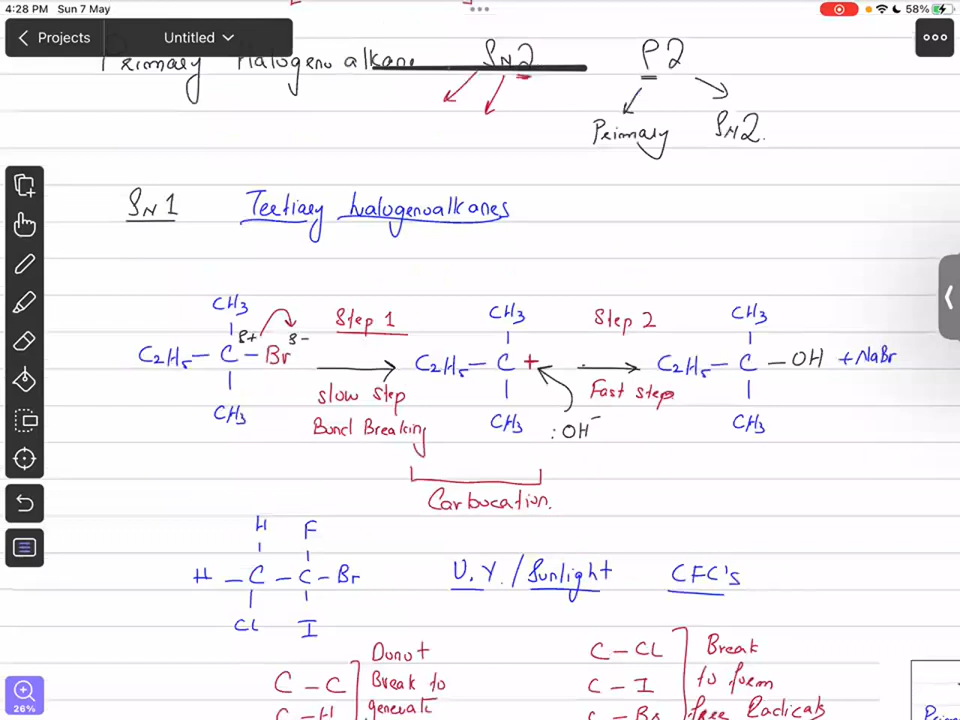 4:28 PM Sun 7 May
58%
Projects
Untitled
Primary halogenoalkane SN2 P2
Primary SN2.
SN1 Tertiary halogenoalkanes
CH3 CH3 CH3
Step 1 Step 2
δ+ δ-
C2H5 — C — Br C2H5 — C + C2H5 — C — OH + NaBr
slow step Fast step
CH3 CH3 CH3
Bond Breaking :OH-
Carbocation.
H F
H — C — C — Br U.V. / Sunlight CFC's
Cl I
Donot C — CL Break
C — C Break to C — I to form
C — H generate C — Br free Radicals
26%